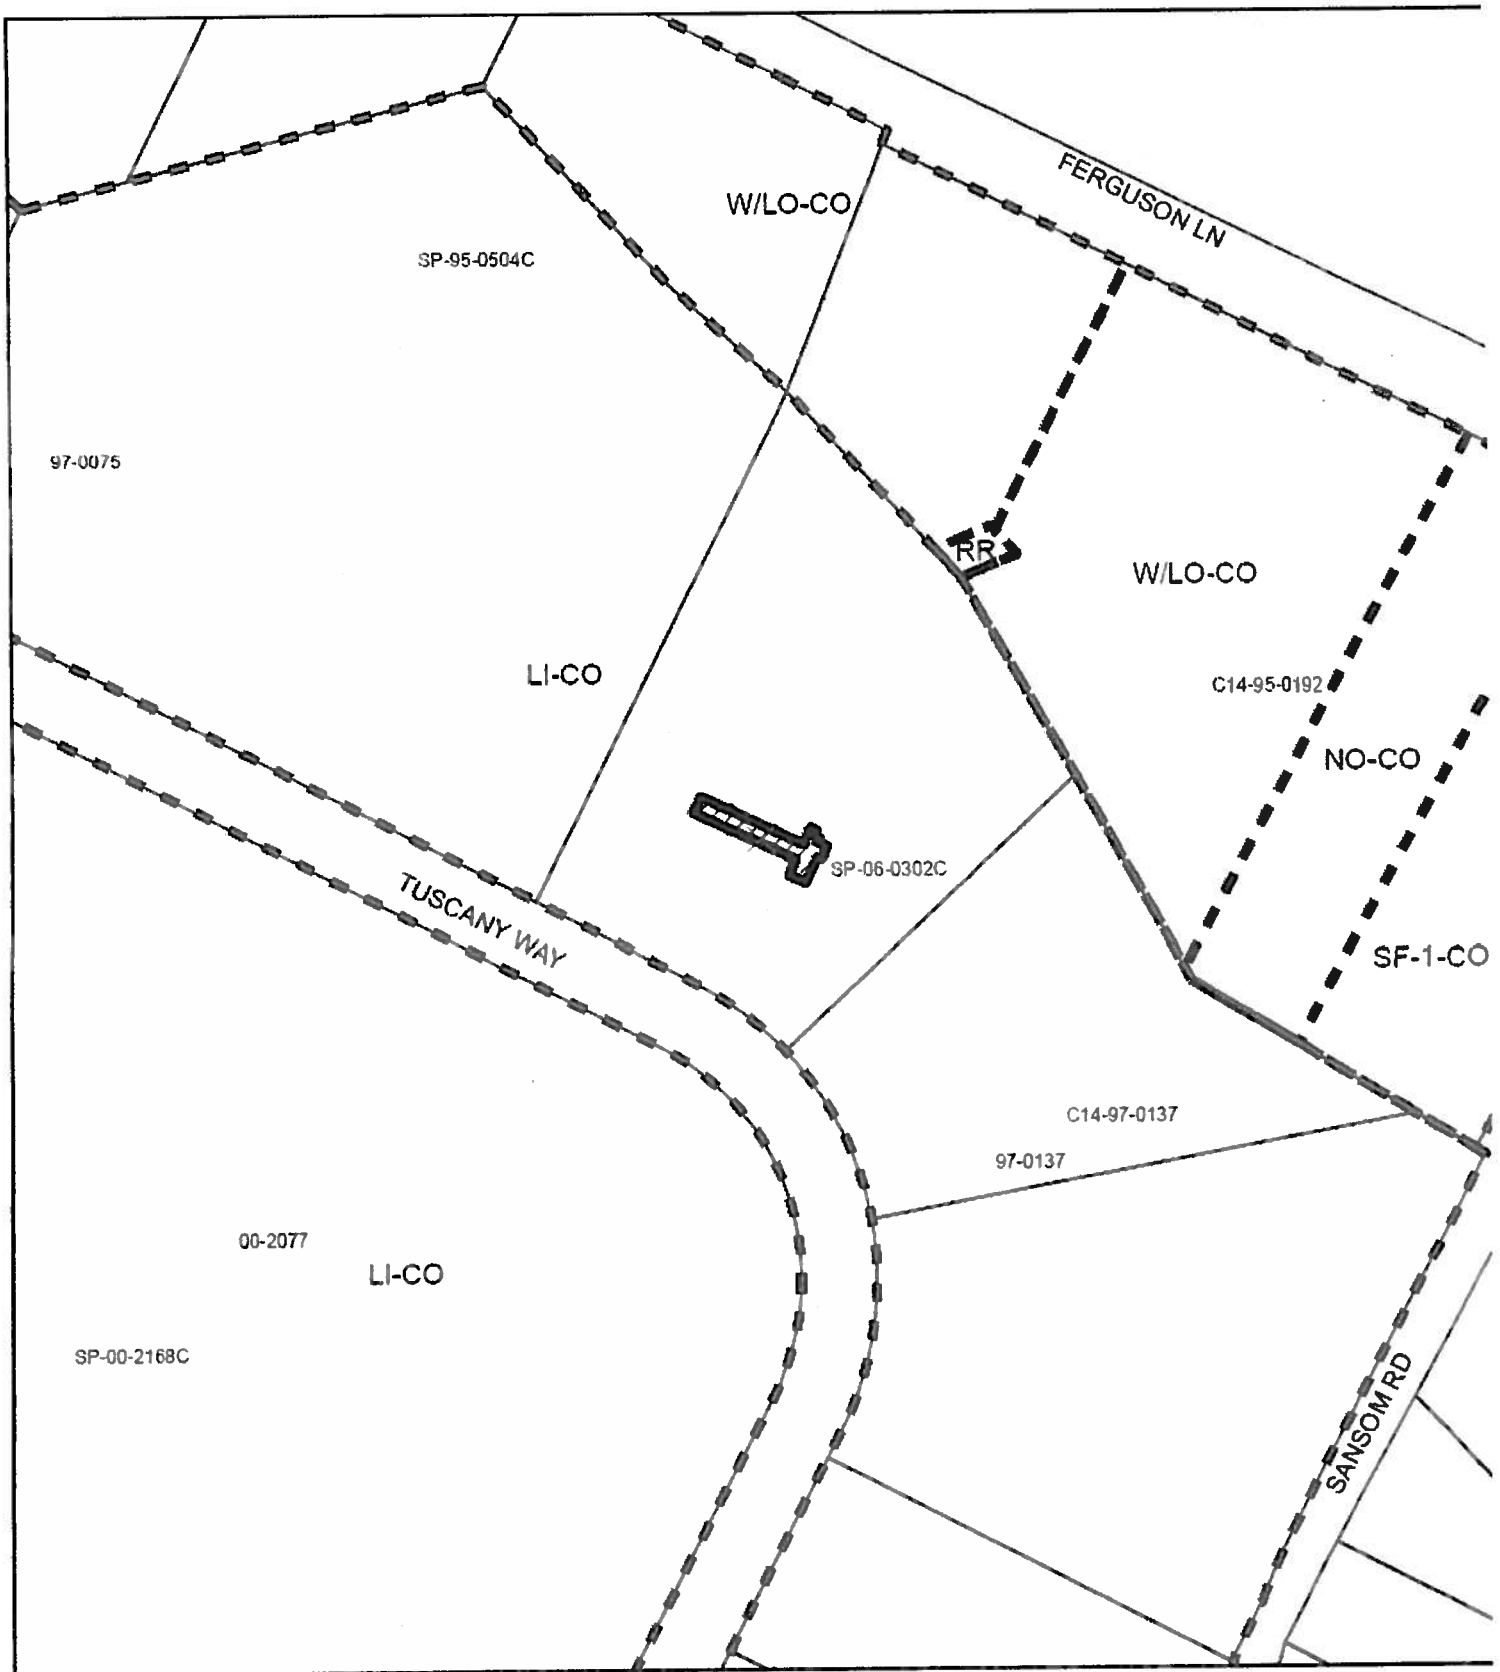 FERGUSON LN
W/LO-CO
SP-95-0504C
97-0075
RR
W/LO-CO
LI-CO
C14-95-0192
NO-CO
SP-06-0302C
TUSCANY WAY
SF-1-CO
C14-97-0137
97-0137
00-2077
LI-CO
SP-00-2168C
SANSOM RD